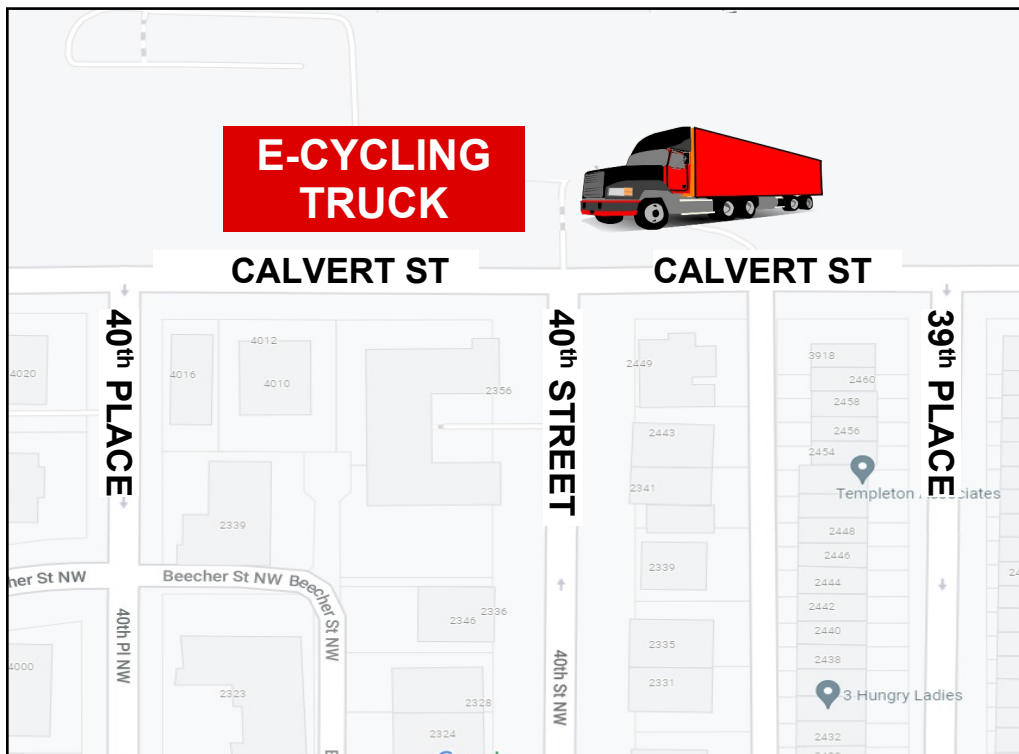 E-CYCLING
TRUCK
CALVERT ST
CALVERT ST
40th PLACE
40th STREET
39th PLACE
4020
4016
4012
4010
2356
2449
3918
2460
2458
2456
2454
2443
2341
Templeton
2339
2448
2446
2444
2442
2440
2438
2432
3 Hungry Ladies
2339
2335
2331
St NW
Beecher St NW
Beecher St NW
2336
2346
40th Pl NW
40th St NW
4000
2323
2328
2324